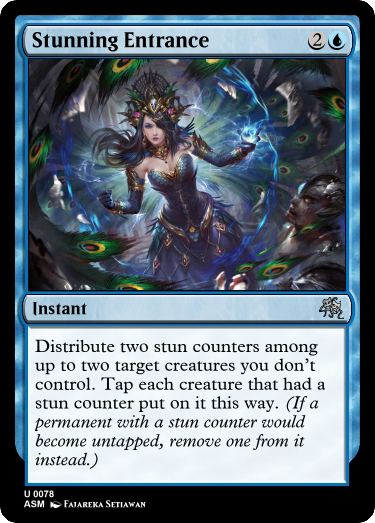 Stunning Entrance 2
Instant
Distribute two stun counters among
up to two target creatures you don't
control. Tap each creature that had a
stun counter put on it this way. (If a
permanent with a stun counter would
become untapped, remove one from it
instead.)
U 0078
ASM Fajareka Setiawan